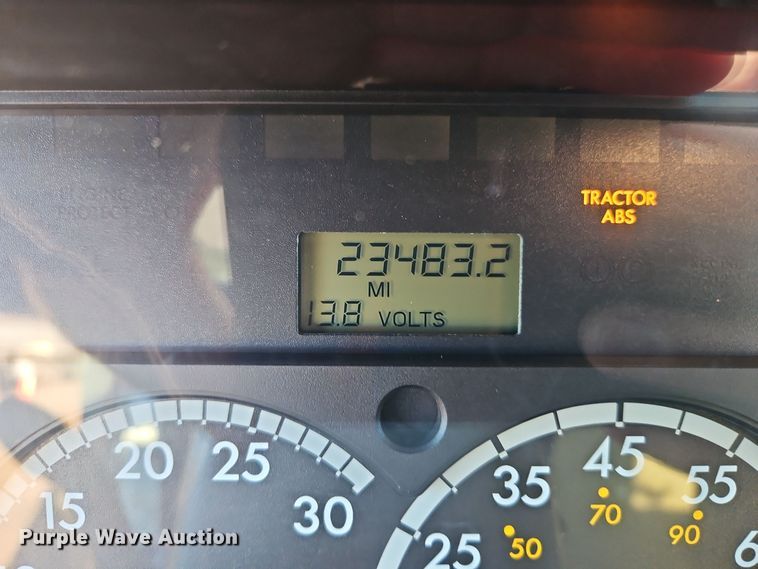 TRACTOR
ABS
23483.2
MI
13.8 VOLTS
15 20 25 30
25 35 45 55
50 70 90
Purple Wave Auction